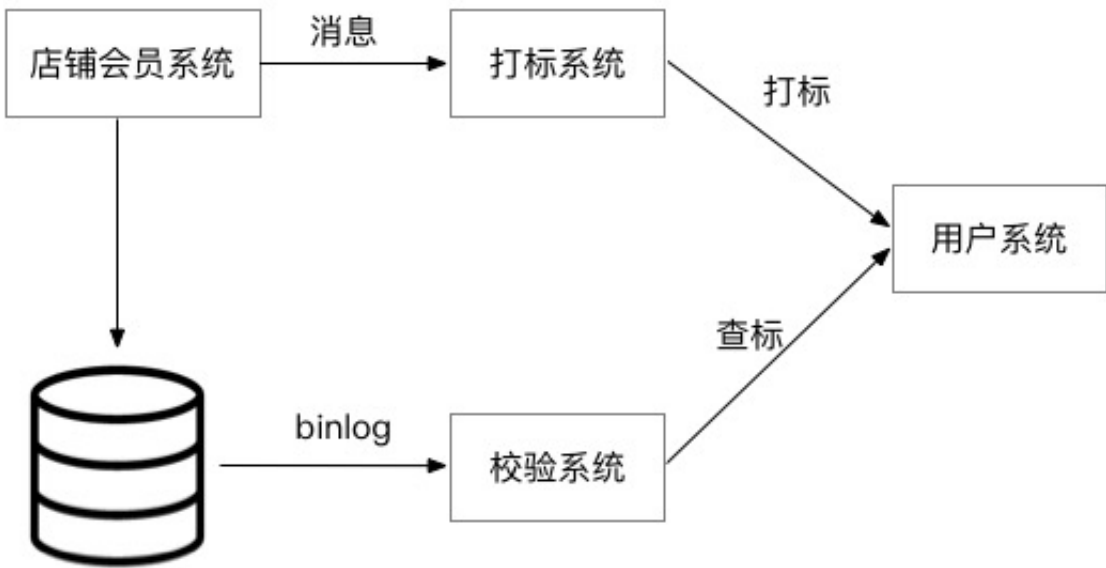 消息
店铺会员系统
打标系统
打标
用户系统
查标
binlog
校验系统